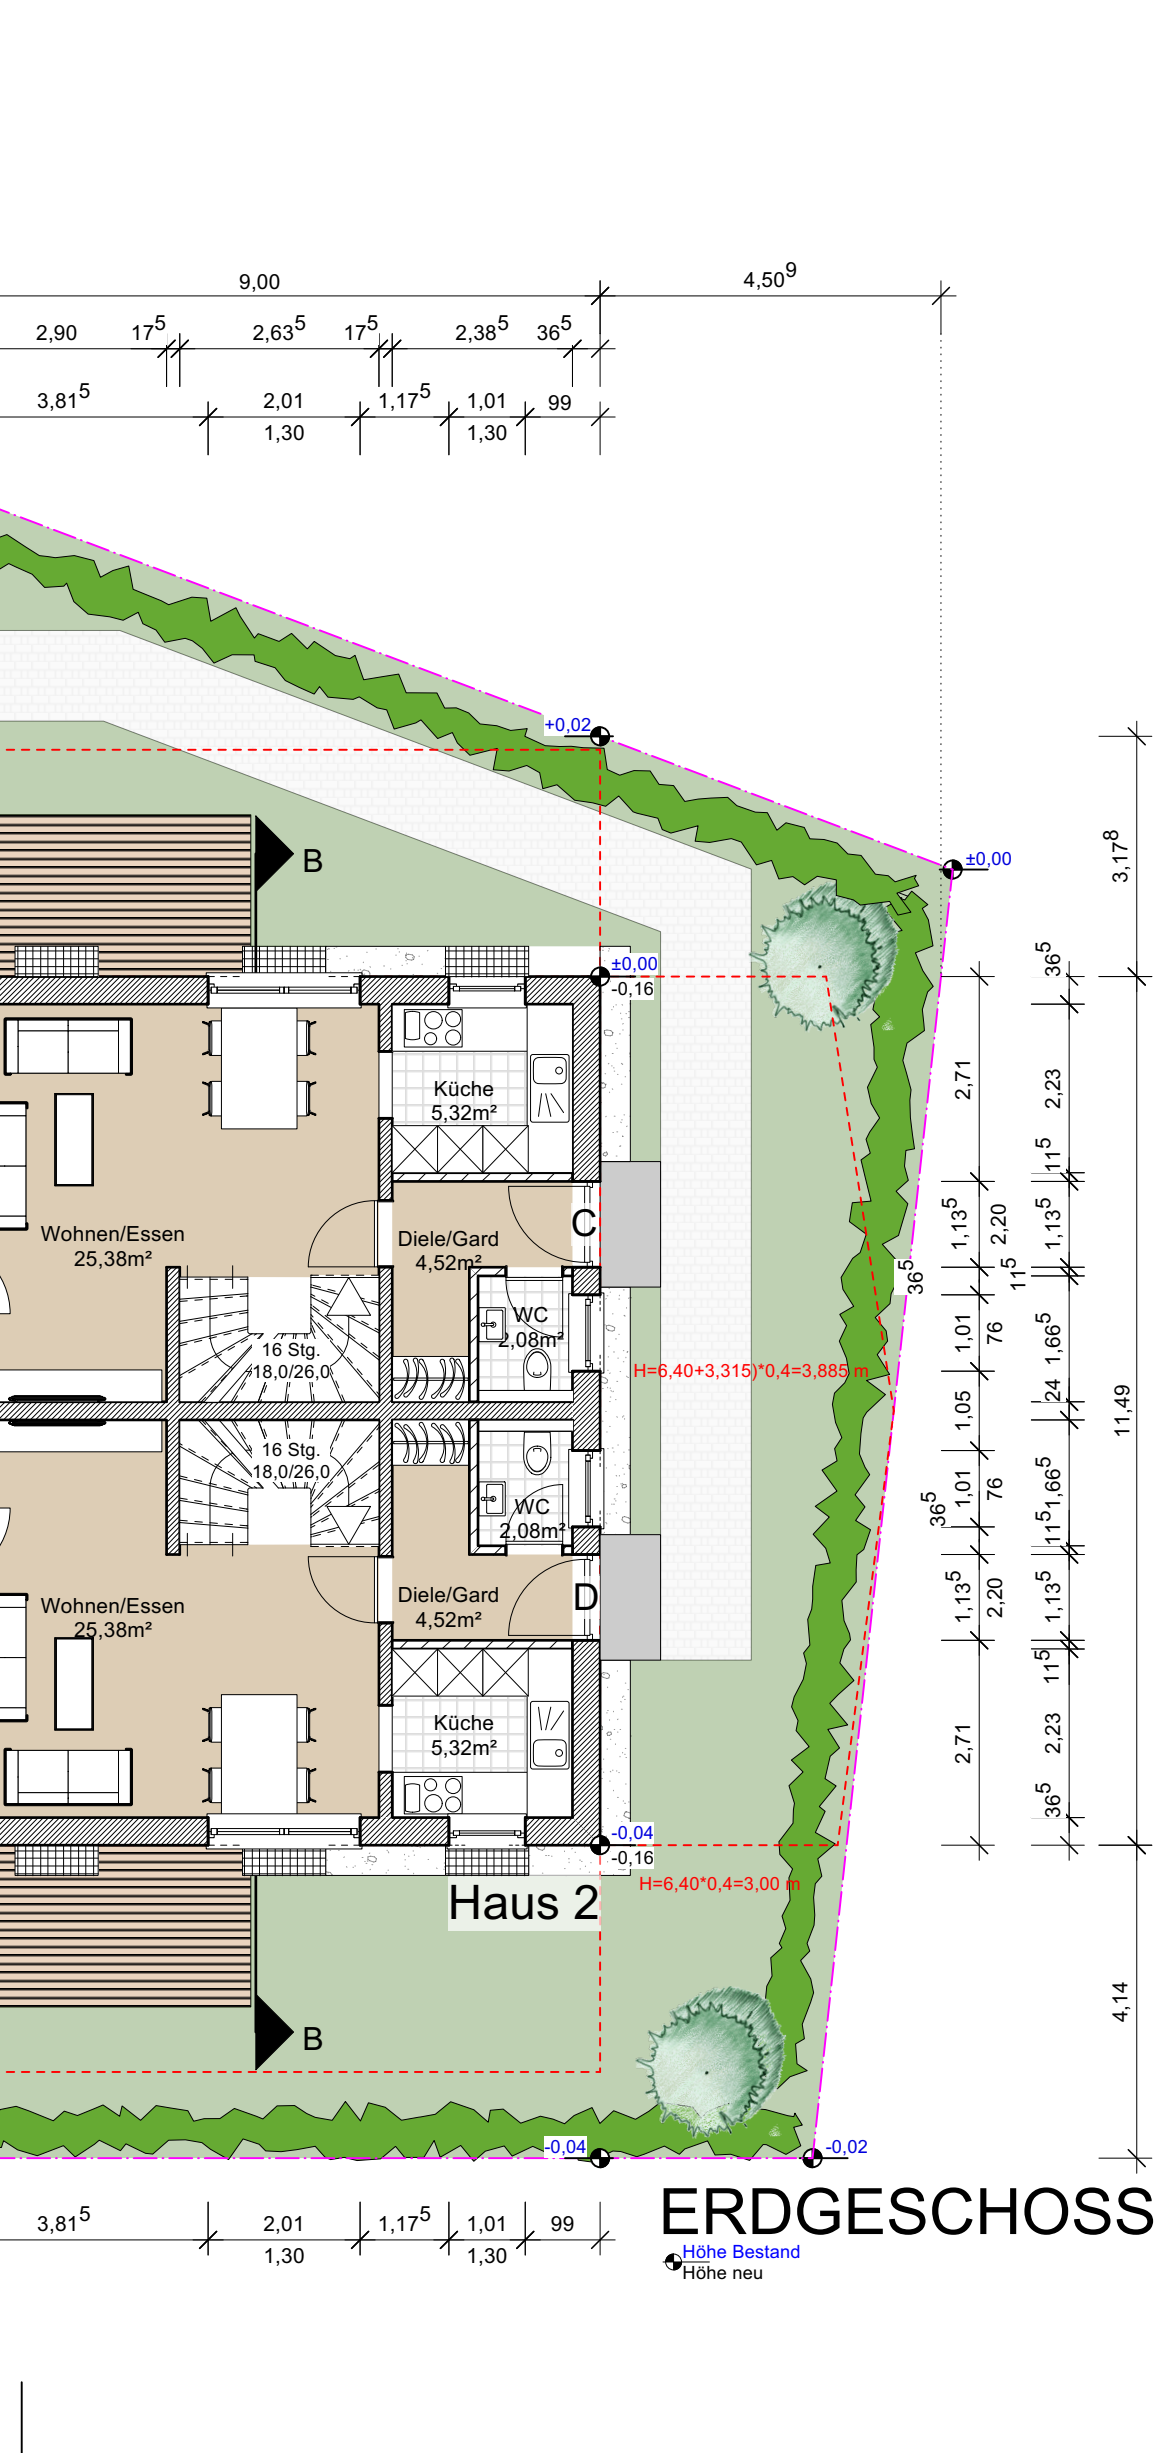 9,00
4,50⁹
2,90
17⁵
2,63⁵
17⁵
2,38⁵
36⁵
3,81⁵
2,01
1,17⁵
1,01
99
1,30
1,30
+0,02
±0,00
B
3,17⁸
±0,00
-0,16
36⁵
Küche
5,32m²
2,71
2,23
11⁵
Wohnen/Essen
25,38m²
Diele/Gard
4,52m²
C
1,13⁵
2,20
1,13⁵
36⁵
11⁵
WC
2,08m²
16 Stg.
18,0/26,0
1,01
76
1,66⁵
H=6,40+3,315)*0,4=3,885 m
1,05
24
11,49
16 Stg.
18,0/26,0
WC
2,08m²
36⁵
1,01
76
1,66⁵
11⁵
Wohnen/Essen
25,38m²
Diele/Gard
4,52m²
D
1,13⁵
2,20
1,13⁵
11⁵
Küche
5,32m²
2,71
2,23
36⁵
-0,04
-0,16
H=6,40*0,4=3,00 m
Haus 2
4,14
B
-0,04
-0,02
ERDGESCHOSS
3,81⁵
2,01
1,17⁵
1,01
99
1,30
1,30
Höhe Bestand
Höhe neu